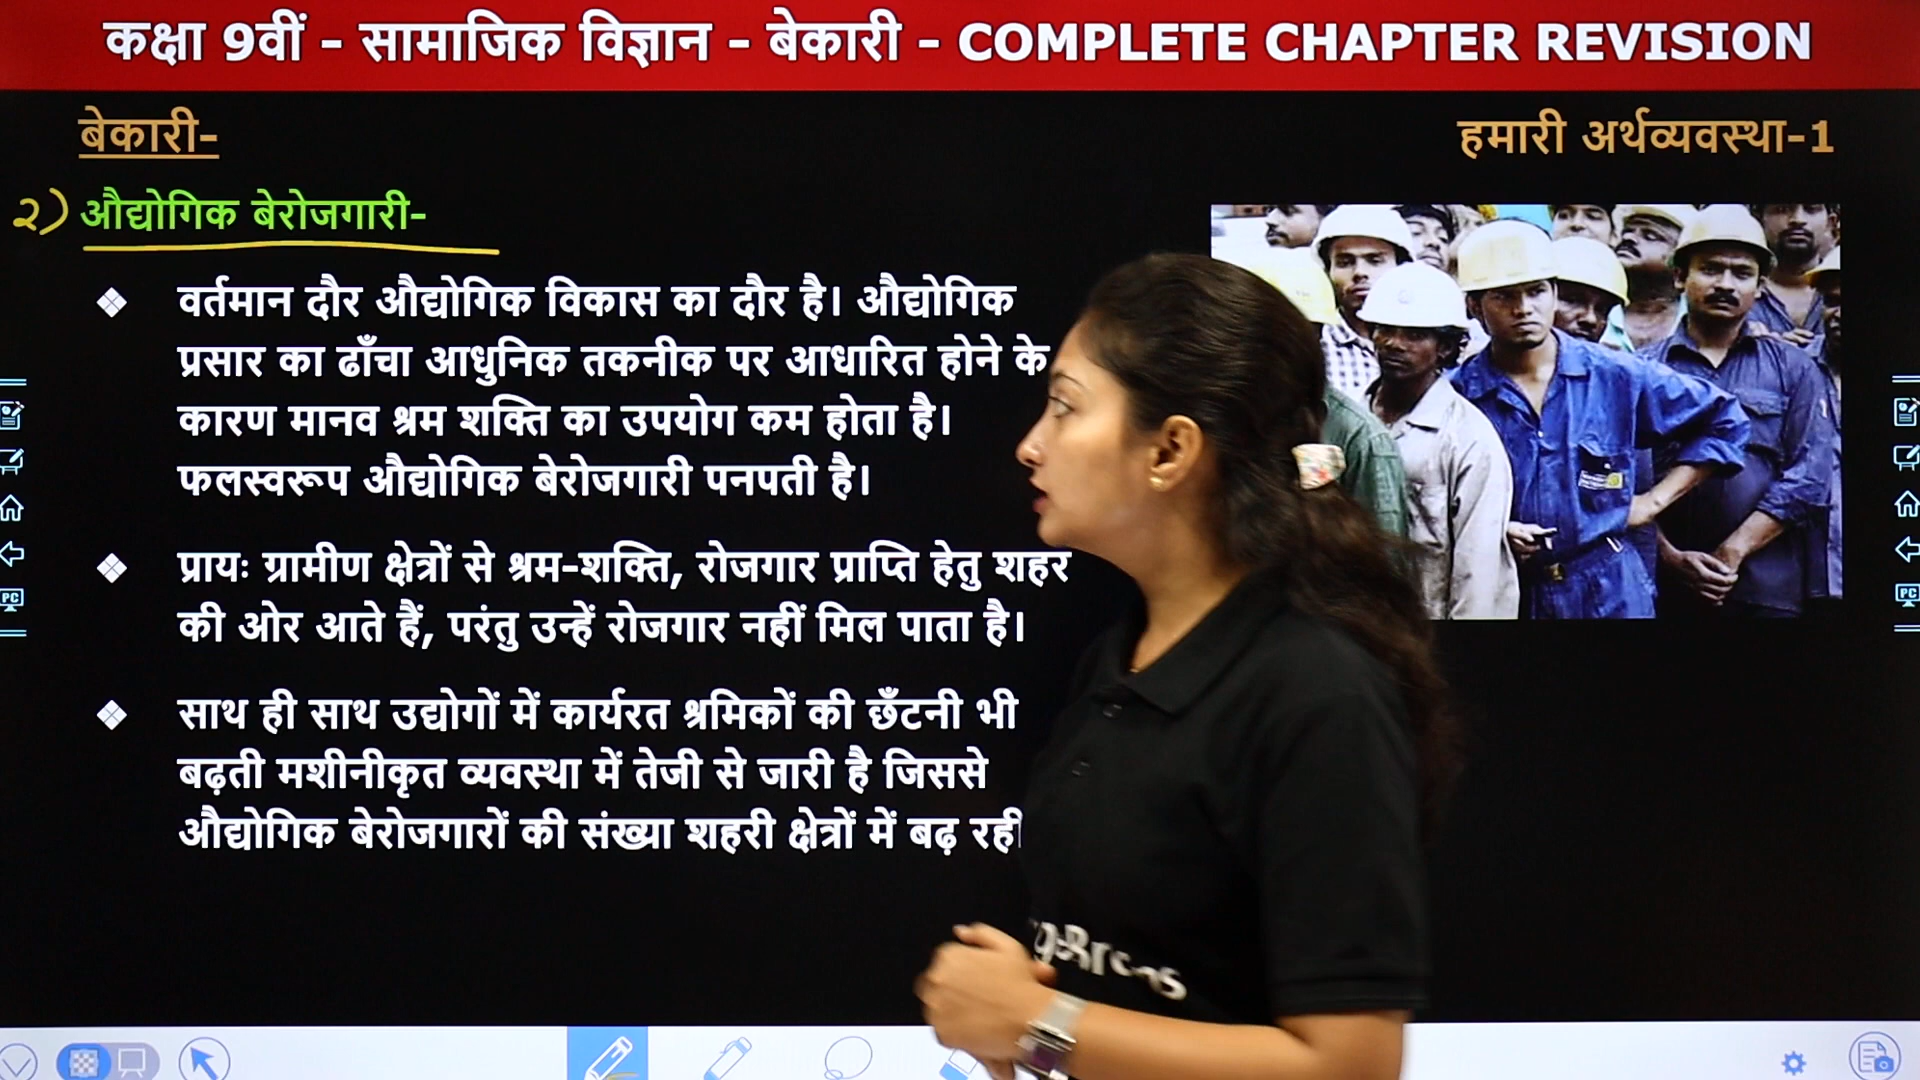 कक्षा 9वीं - सामाजिक विज्ञान - बेकारी - COMPLETE CHAPTER REVISION
बेकारी-
हमारी अर्थव्यवस्था-1
२) औद्योगिक बेरोजगारी-
❖ वर्तमान दौर औद्योगिक विकास का दौर है। औद्योगिक
प्रसार का ढाँचा आधुनिक तकनीक पर आधारित होने के
कारण मानव श्रम शक्ति का उपयोग कम होता है।
फलस्वरूप औद्योगिक बेरोजगारी पनपती है।
❖ प्रायः ग्रामीण क्षेत्रों से श्रम-शक्ति, रोजगार प्राप्ति हेतु शहर
की ओर आते हैं, परंतु उन्हें रोजगार नहीं मिल पाता है।
❖ साथ ही साथ उद्योगों में कार्यरत श्रमिकों की छँटनी भी
बढ़ती मशीनीकृत व्यवस्था में तेजी से जारी है जिससे
औद्योगिक बेरोजगारों की संख्या शहरी क्षेत्रों में बढ़ रही
PC
PC